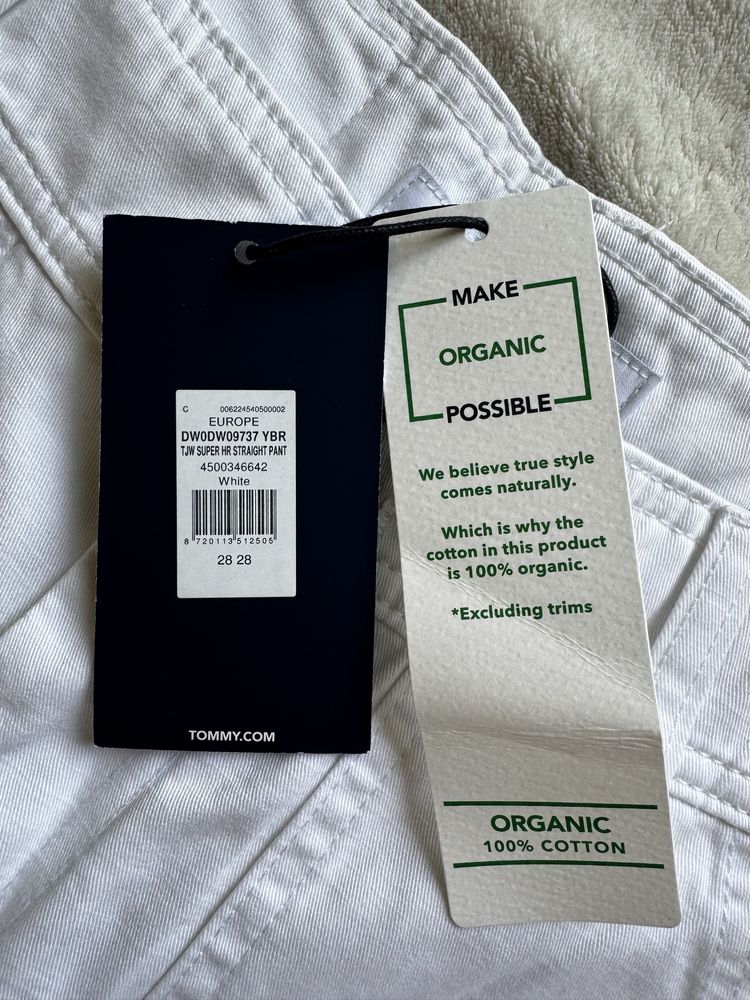 C 006224540500002
EUROPE
DW0DW09737 YBR
TJW SUPER HR STRAIGHT PANT
4500346642
White
8 720113 512505
28 28
TOMMY.COM
MAKE
ORGANIC
POSSIBLE
We believe true style
comes naturally.
Which is why the
cotton in this product
is 100% organic.
*Excluding trims
ORGANIC
100% COTTON